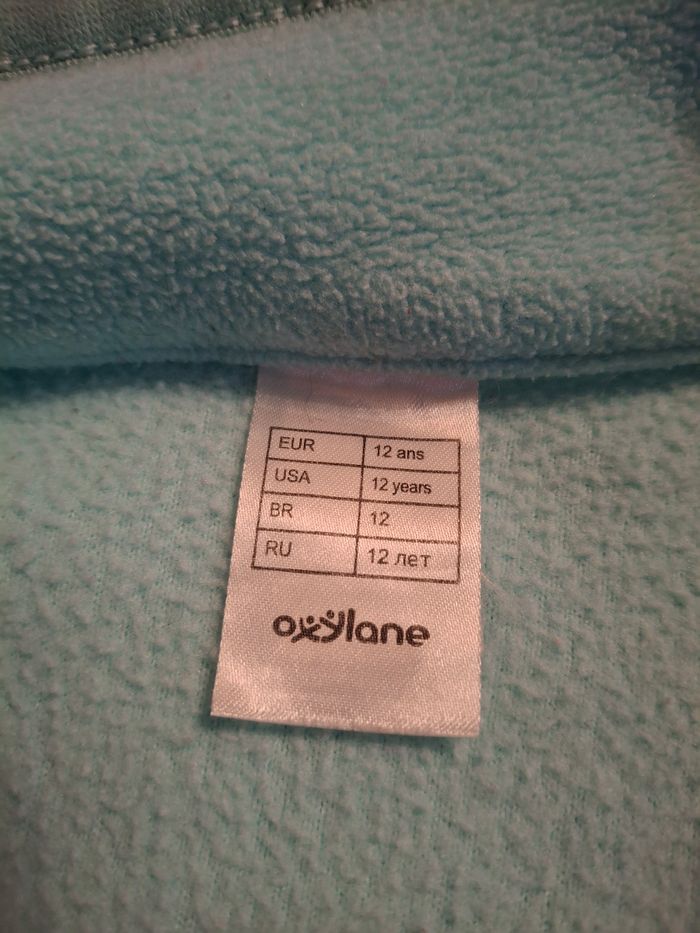 EUR 12 ans
USA 12 years
BR 12
RU 12 лет
oxylane